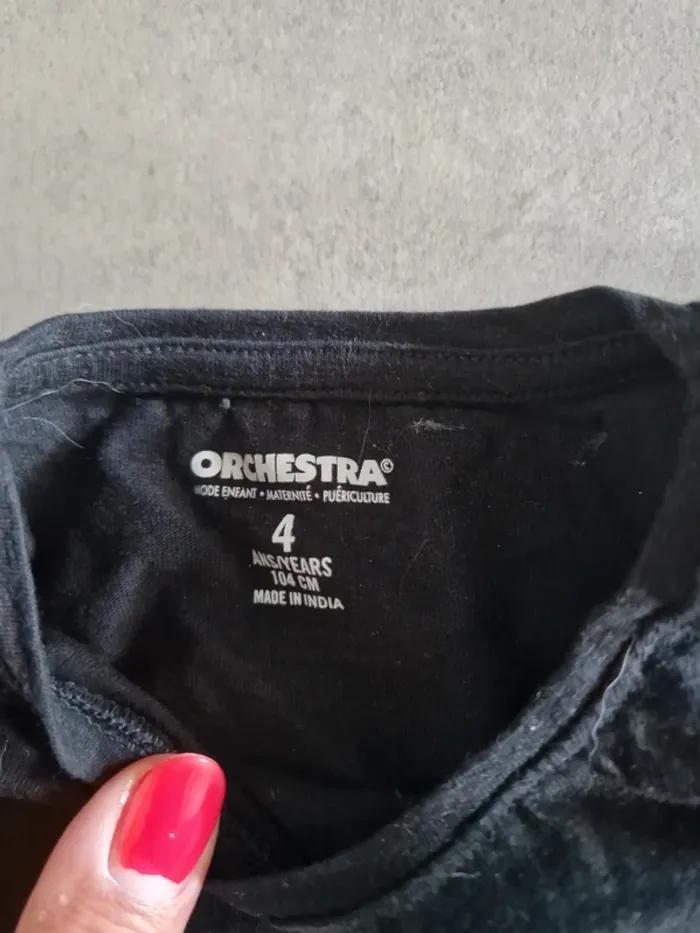 ORCHESTRA©
MODE ENFANT • MATERNITÉ • PUÉRICULTURE
4
ANS/YEARS
104 CM
MADE IN INDIA